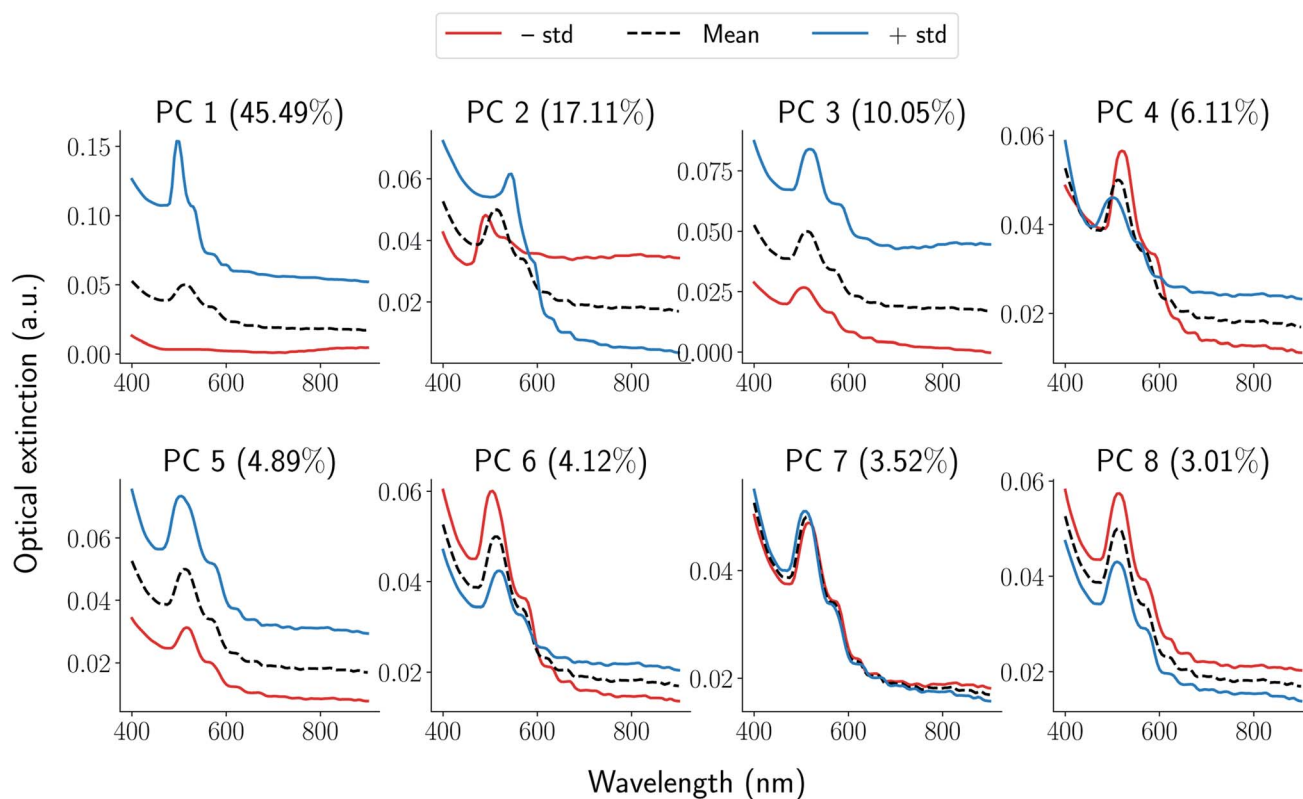 − std Mean + std
PC 1 (45.49%) PC 2 (17.11%) PC 3 (10.05%) PC 4 (6.11%)
0.15
0.10
0.05
0.00
400 600 800
0.06
0.04
0.02
400 600 800
0.075
0.050
0.025
0.000
400 600 800
0.06
0.04
0.02
400 600 800
Optical extinction (a.u.)
PC 5 (4.89%) PC 6 (4.12%) PC 7 (3.52%) PC 8 (3.01%)
0.06
0.04
0.02
400 600 800
0.06
0.04
0.02
400 600 800
0.04
0.02
400 600 800
0.06
0.04
0.02
400 600 800
Wavelength (nm)